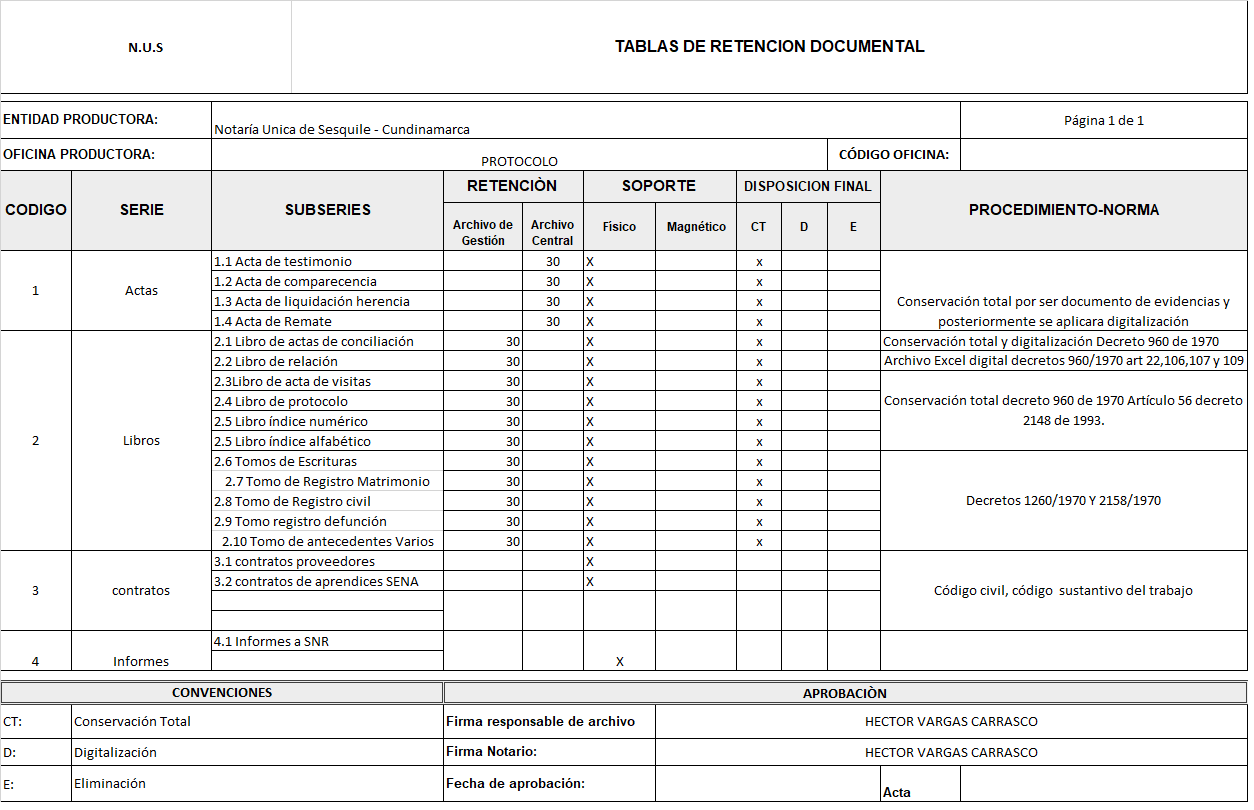 N.U.S
TABLAS DE RETENCION DOCUMENTAL
ENTIDAD PRODUCTORA:
Notaría Unica de Sesquile - Cundinamarca
Página 1 de 1
OFICINA PRODUCTORA:
PROTOCOLO
CÓDIGO OFICINA:
CODIGO SERIE SUBSERIES RETENCIÒN SOPORTE DISPOSICION FINAL PROCEDIMIENTO-NORMA
Archivo de Gestión Archivo Central Físico Magnético CT D E
1 Actas
1.1 Acta de testimonio 30 X x
1.2 Acta de comparecencia 30 X x
1.3 Acta de liquidación herencia 30 X x
1.4 Acta de Remate 30 X x
Conservación total por ser documento de evidencias y
posteriormente se aplicara digitalización
2 Libros
2.1 Libro de actas de conciliación 30 X x Conservación total y digitalización Decreto 960 de 1970
2.2 Libro de relación 30 X x Archivo Excel digital decretos 960/1970 art 22,106,107 y 109
2.3Libro de acta de visitas 30 X x
2.4 Libro de protocolo 30 X x
2.5 Libro índice numérico 30 X x
2.5 Libro índice alfabético 30 X x
Conservación total decreto 960 de 1970 Artículo 56 decreto
2148 de 1993.
2.6 Tomos de Escrituras 30 X x
2.7 Tomo de Registro Matrimonio 30 X x
2.8 Tomo de Registro civil 30 X x
2.9 Tomo registro defunción 30 X x
2.10 Tomo de antecedentes Varios 30 X x
Decretos 1260/1970 Y 2158/1970
3 contratos
3.1 contratos proveedores X
3.2 contratos de aprendices SENA X
Código civil, código sustantivo del trabajo
4 Informes
4.1 Informes a SNR
X
CONVENCIONES APROBACIÒN
CT: Conservación Total Firma responsable de archivo HECTOR VARGAS CARRASCO
D: Digitalización Firma Notario: HECTOR VARGAS CARRASCO
E: Eliminación Fecha de aprobación: Acta